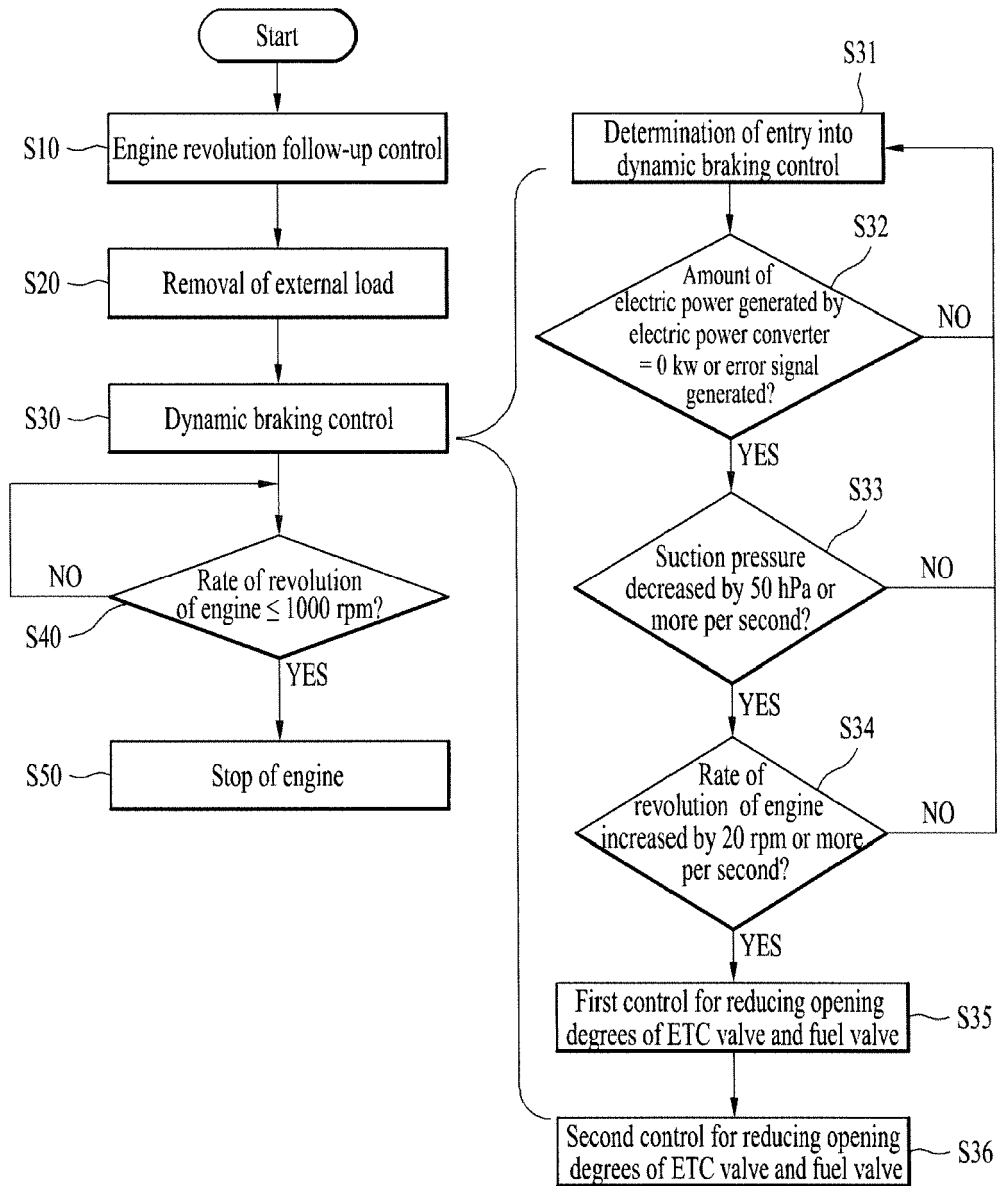 Start
S10
Engine revolution follow-up control
S20
Removal of external load
S30
Dynamic braking control
NO
Rate of revolution
of engine ≤ 1000 rpm?
S40
YES
S50
Stop of engine
S31
Determination of entry into
dynamic braking control
S32
Amount of
electric power generated by
electric power converter
= 0 kw or error signal
generated?
NO
YES
S33
Suction pressure
decreased by 50 hPa or
more per second?
NO
YES
S34
Rate of
revolution of engine
increased by 20 rpm or more
per second?
NO
YES
First control for reducing opening
degrees of ETC valve and fuel valve
S35
Second control for reducing opening
degrees of ETC valve and fuel valve
S36